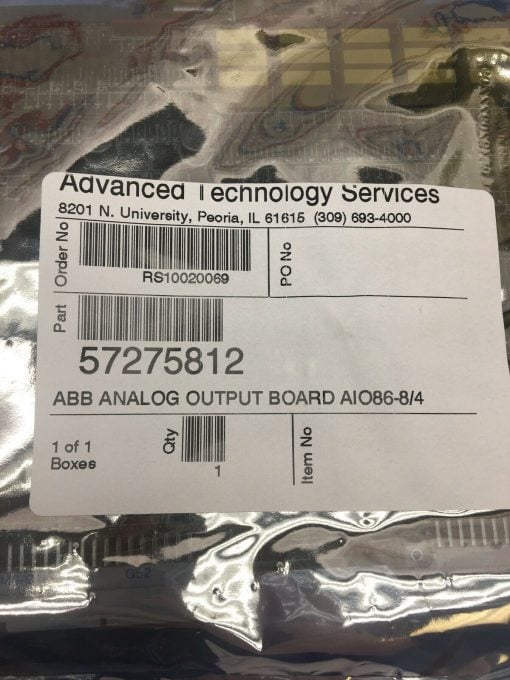 Advanced Technology Services
8201 N. University, Peoria, IL 61615 (309) 693-4000
Order No
RS10020069
PO No
Part
57275812
ABB ANALOG OUTPUT BOARD AIO86-8/4
1 of 1
Boxes
Qty
1
Item No
G52